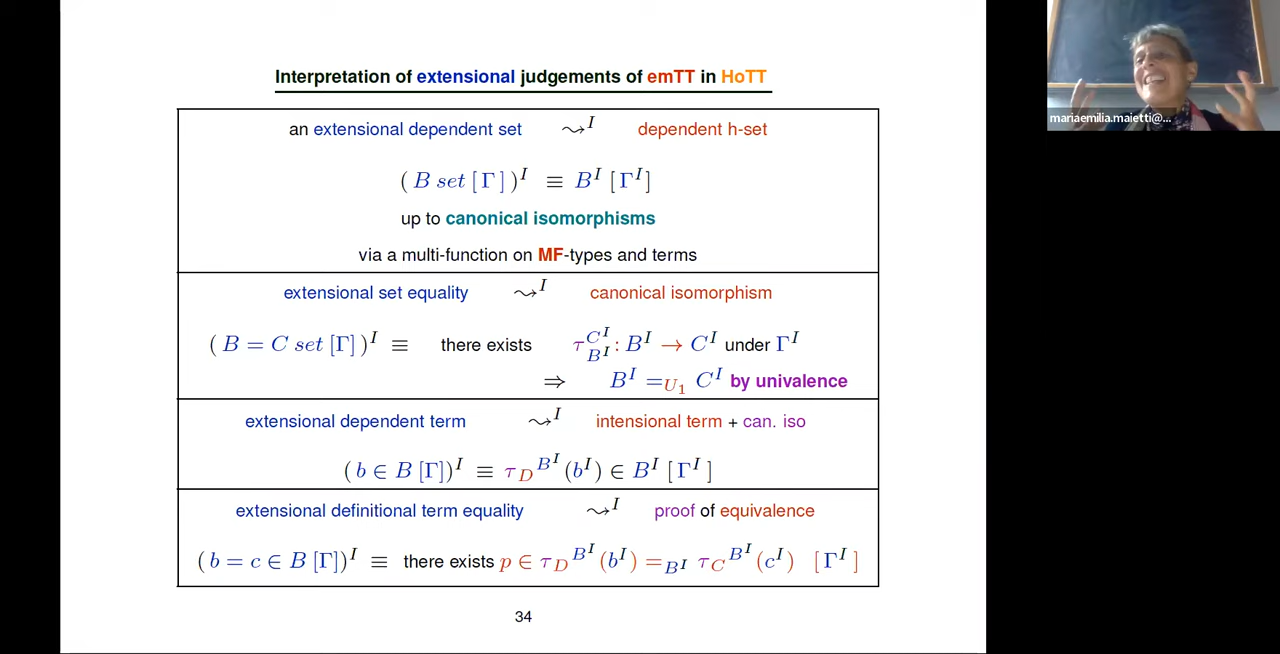 Interpretation of extensional judgements of emTT in HoTT
an extensional dependent set ⤳^I dependent h-set
( B set [ Γ ] )^I ≡ B^I [ Γ^I ]
up to canonical isomorphisms
via a multi-function on MF-types and terms
extensional set equality ⤳^I canonical isomorphism
( B = C set [Γ] )^I ≡ there exists τ_{B^I}^{C^I} : B^I → C^I under Γ^I
⇒ B^I =_{U_1} C^I by univalence
extensional dependent term ⤳^I intensional term + can. iso
( b ∈ B [Γ] )^I ≡ τ_D^{B^I} (b^I) ∈ B^I [ Γ^I ]
extensional definitional term equality ⤳^I proof of equivalence
( b = c ∈ B [Γ] )^I ≡ there exists p ∈ τ_D^{B^I} (b^I) =_{B^I} τ_C^{B^I} (c^I) [ Γ^I ]
34
mariaemilia.maietti@...